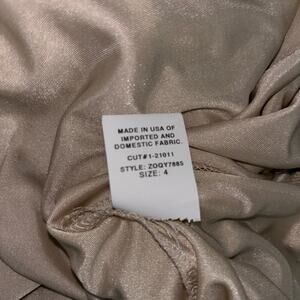 MADE IN USA OF
IMPORTED AND
DOMESTIC FABRIC.
CUT#1-21011
STYLE: ZOQY7885
SIZE: 4